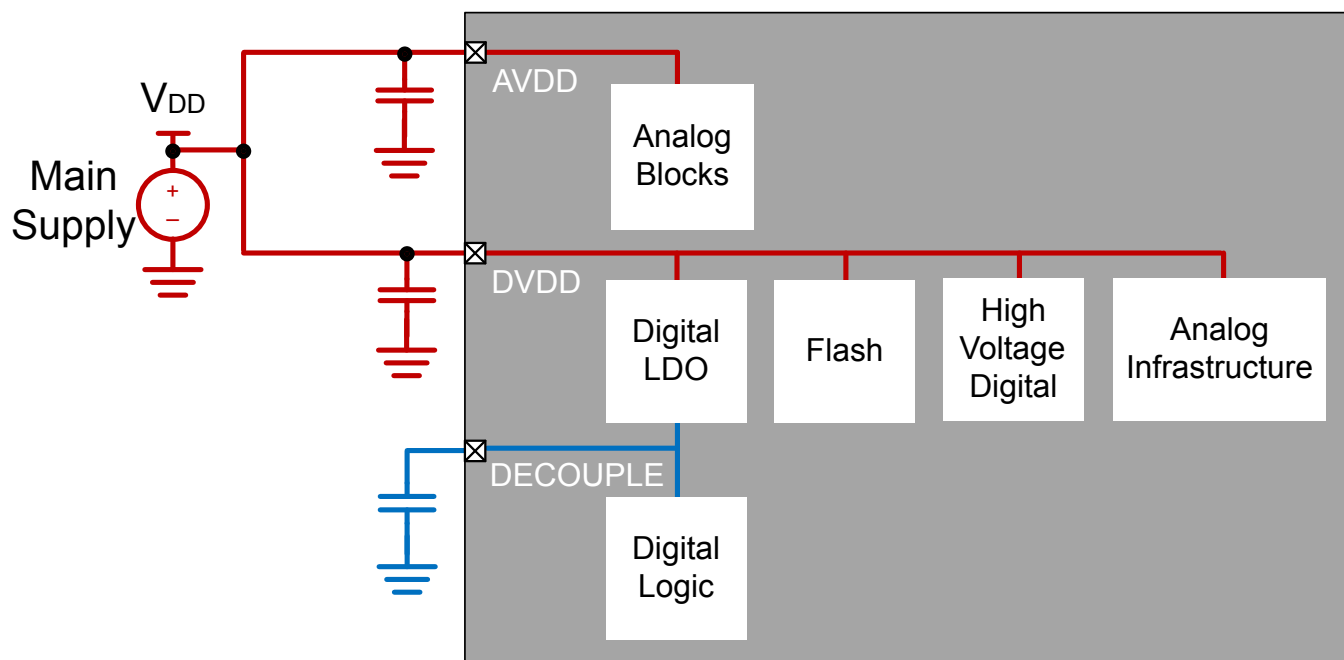 AVDD
VDD
Main
Supply
+
–
Analog
Blocks
DVDD
Digital
LDO
Flash
High
Voltage
Digital
Analog
Infrastructure
DECOUPLE
Digital
Logic